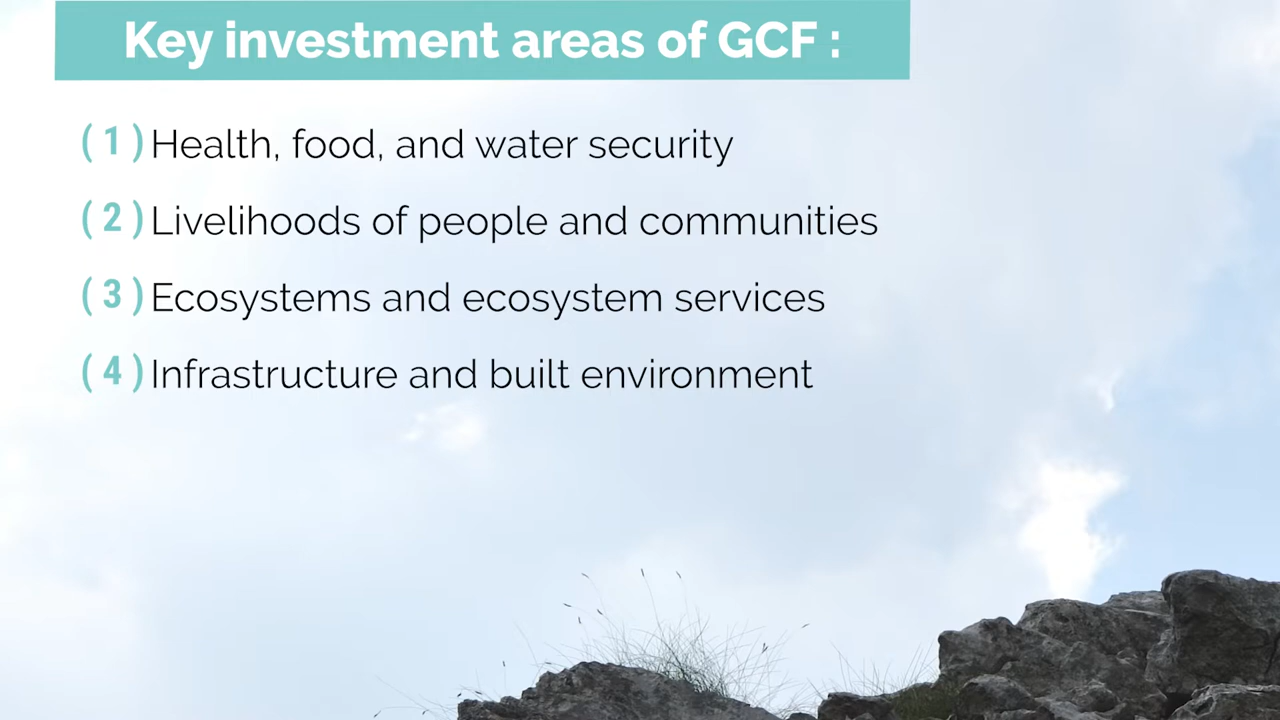 Key investment areas of GCF :
( 1 ) Health, food, and water security
( 2 ) Livelihoods of people and communities
( 3 ) Ecosystems and ecosystem services
( 4 ) Infrastructure and built environment